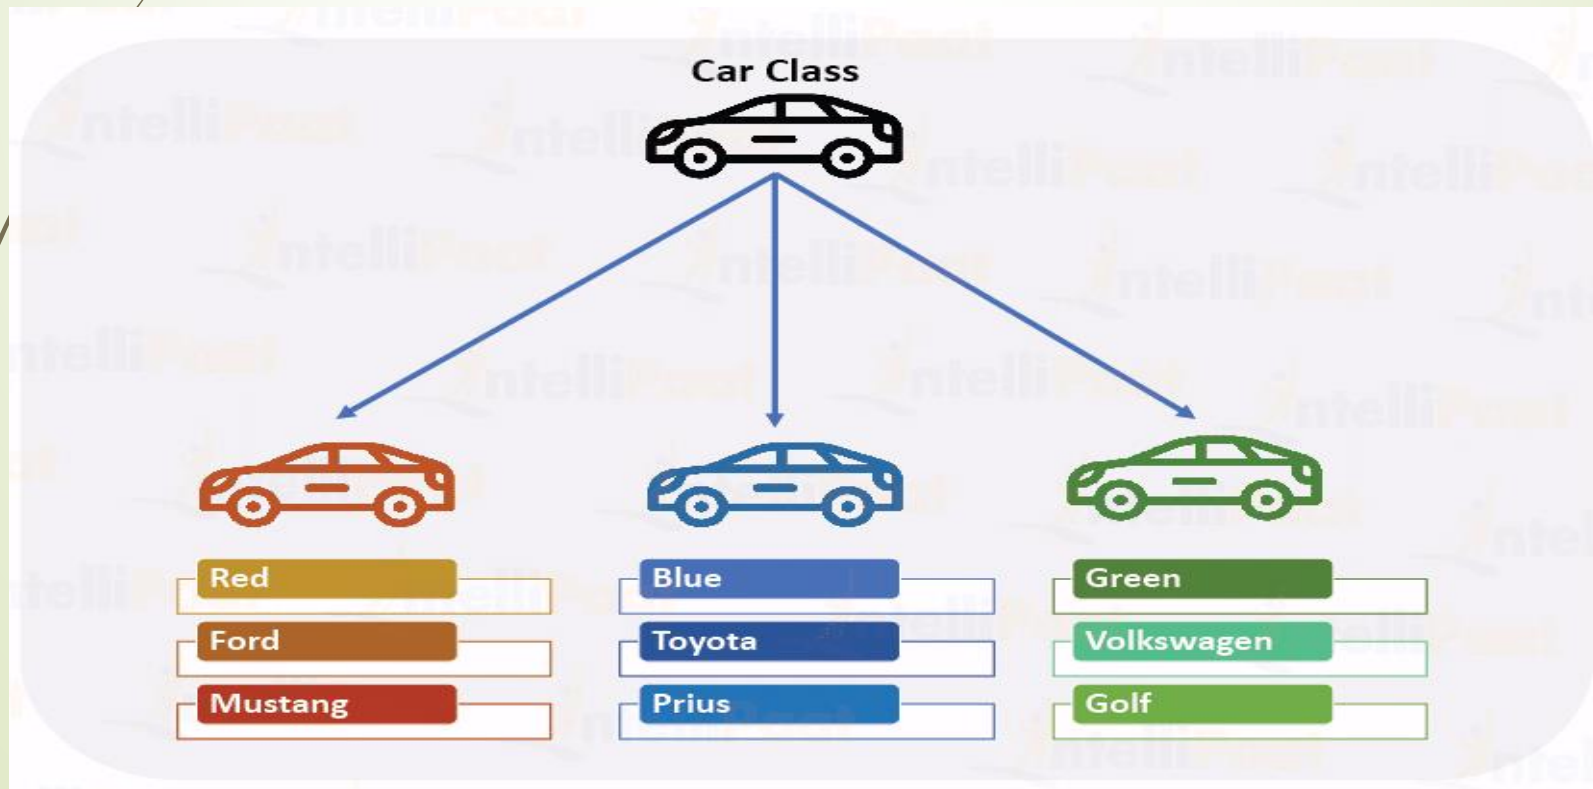 Car Class
Red
Ford
Mustang
Blue
Toyota
Prius
Green
Volkswagen
Golf